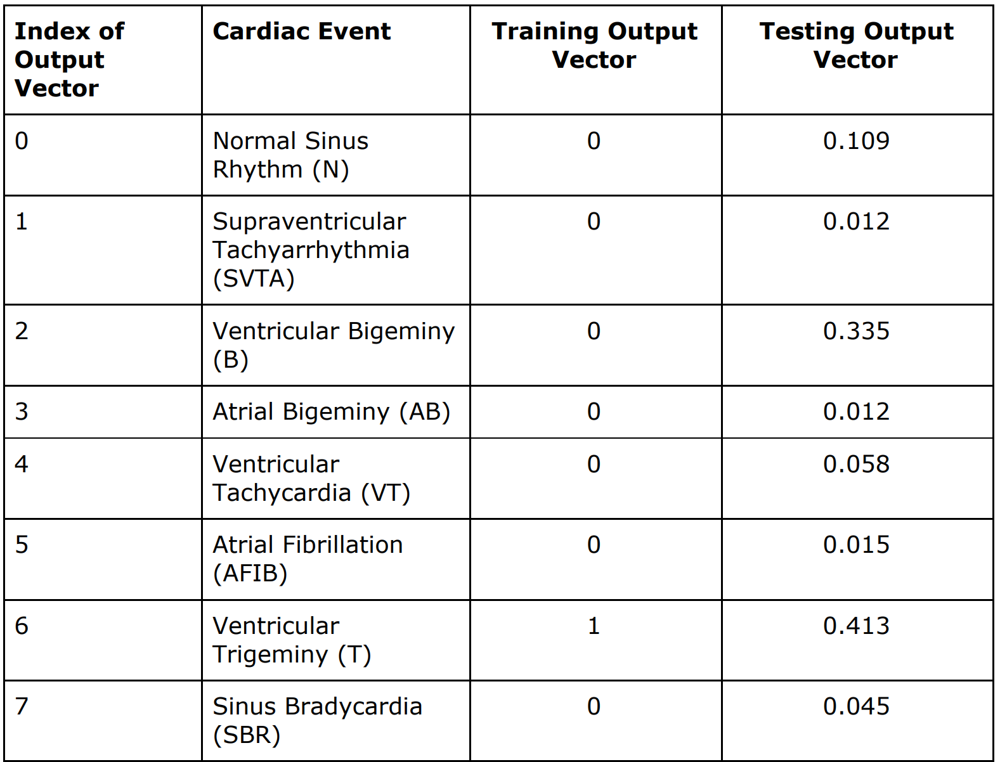 Index of Output Vector | Cardiac Event | Training Output Vector | Testing Output Vector
0 | Normal Sinus Rhythm (N) | 0 | 0.109
1 | Supraventricular Tachyarrhythmia (SVTA) | 0 | 0.012
2 | Ventricular Bigeminy (B) | 0 | 0.335
3 | Atrial Bigeminy (AB) | 0 | 0.012
4 | Ventricular Tachycardia (VT) | 0 | 0.058
5 | Atrial Fibrillation (AFIB) | 0 | 0.015
6 | Ventricular Trigeminy (T) | 1 | 0.413
7 | Sinus Bradycardia (SBR) | 0 | 0.045